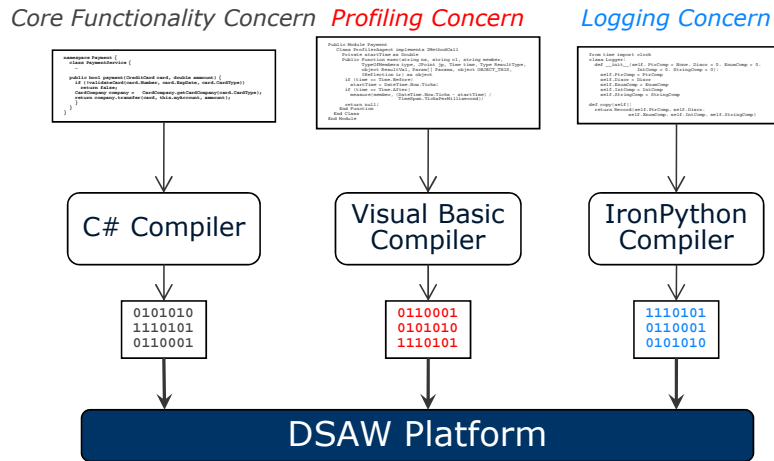 Core Functionality Concern
Profiling Concern
Logging Concern
namespace Payment {
class PaymentService {
…
public bool payment(CreditCard card, double ammount) {
if (!validateCard(card.Number, card.ExpDate, card.CardType))
return false;
CardCompany company = CardCompany.getCardCompany(card.CardType);
return company.transfer(card, this.myAccount, ammount);
}
}
}
Public Module Payment
Class ProfilerAspect implements IMethodCall
Private startTime as Double
Public Function exec(string ns, string cl, string member,
TypeOfMembers type, JPoint jp, Time time, Type ResultType,
object ResultVal, Param[] Params, object OBJECT_THIS,
IReflection ir) as object
if (time == Time.Before)
startTime = DateTime.Now.Ticks;
if (time == Time.After)
measure(member, (DateTime.Now.Ticks - startTime) /
TimeSpan.TicksPerMillisecond);
return null;
End Function
End Class
End Module
from time import clock
class Logger:
def __init__(self, PtrComp = None, Discr = 0, EnumComp = 0,
IntComp = 0, StringComp = 0):
self.PtrComp = PtrComp
self.Discr = Discr
self.EnumComp = EnumComp
self.IntComp = IntComp
self.StringComp = StringComp
def copy(self):
return Record(self.PtrComp, self.Discr,
self.EnumComp, self.IntComp, self.StringComp)
C# Compiler
Visual Basic
Compiler
IronPython
Compiler
0101010
1110101
0110001
0110001
0101010
1110101
1110101
0110001
0101010
DSAW Platform